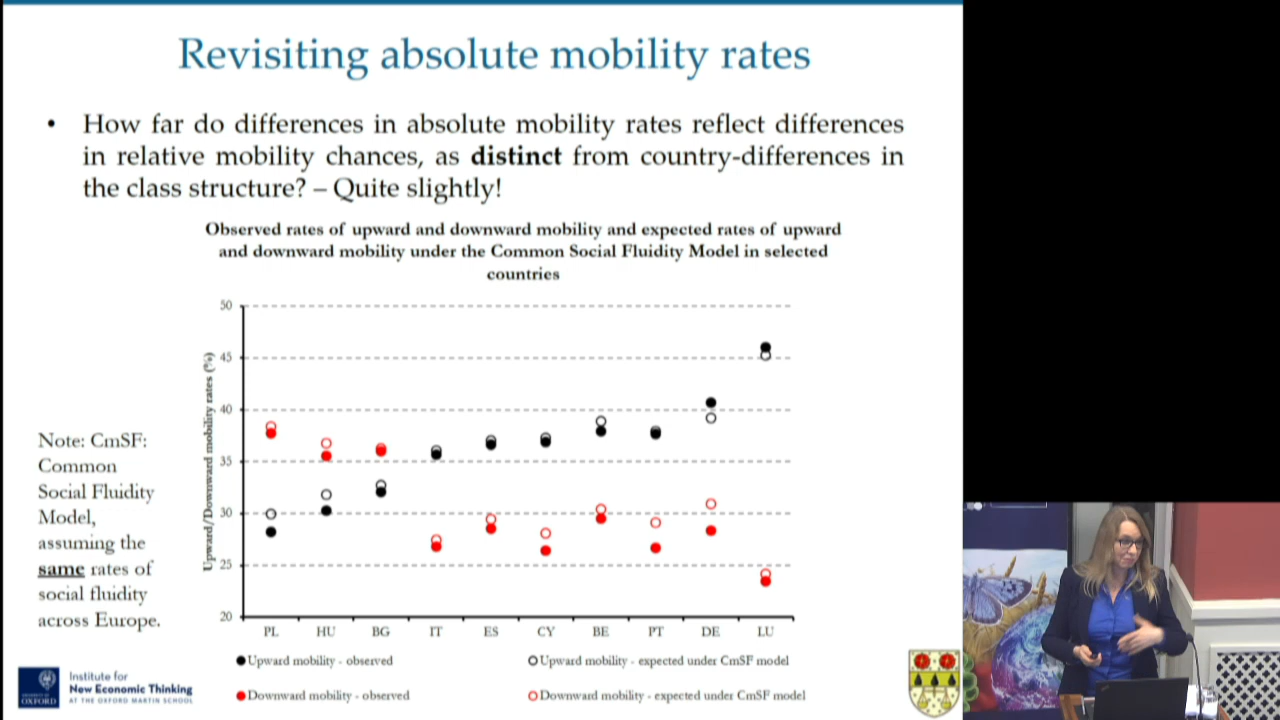 Revisiting absolute mobility rates
• How far do differences in absolute mobility rates reflect differences
in relative mobility chances, as distinct from country-differences in
the class structure? – Quite slightly!
Observed rates of upward and downward mobility and expected rates of upward
and downward mobility under the Common Social Fluidity Model in selected
countries
Note: CmSF:
Common
Social Fluidity
Model,
assuming the
same rates of
social fluidity
across Europe.
Upward/Downward mobility rates (%)
50
45
40
35
30
25
20
PL HU BG IT ES CY BE PT DE LU
Upward mobility - observed
Upward mobility - expected under CmSF model
Downward mobility - observed
Downward mobility - expected under CmSF model
UNIVERSITY OF
OXFORD
Institute for
New Economic Thinking
AT THE OXFORD MARTIN SCHOOL